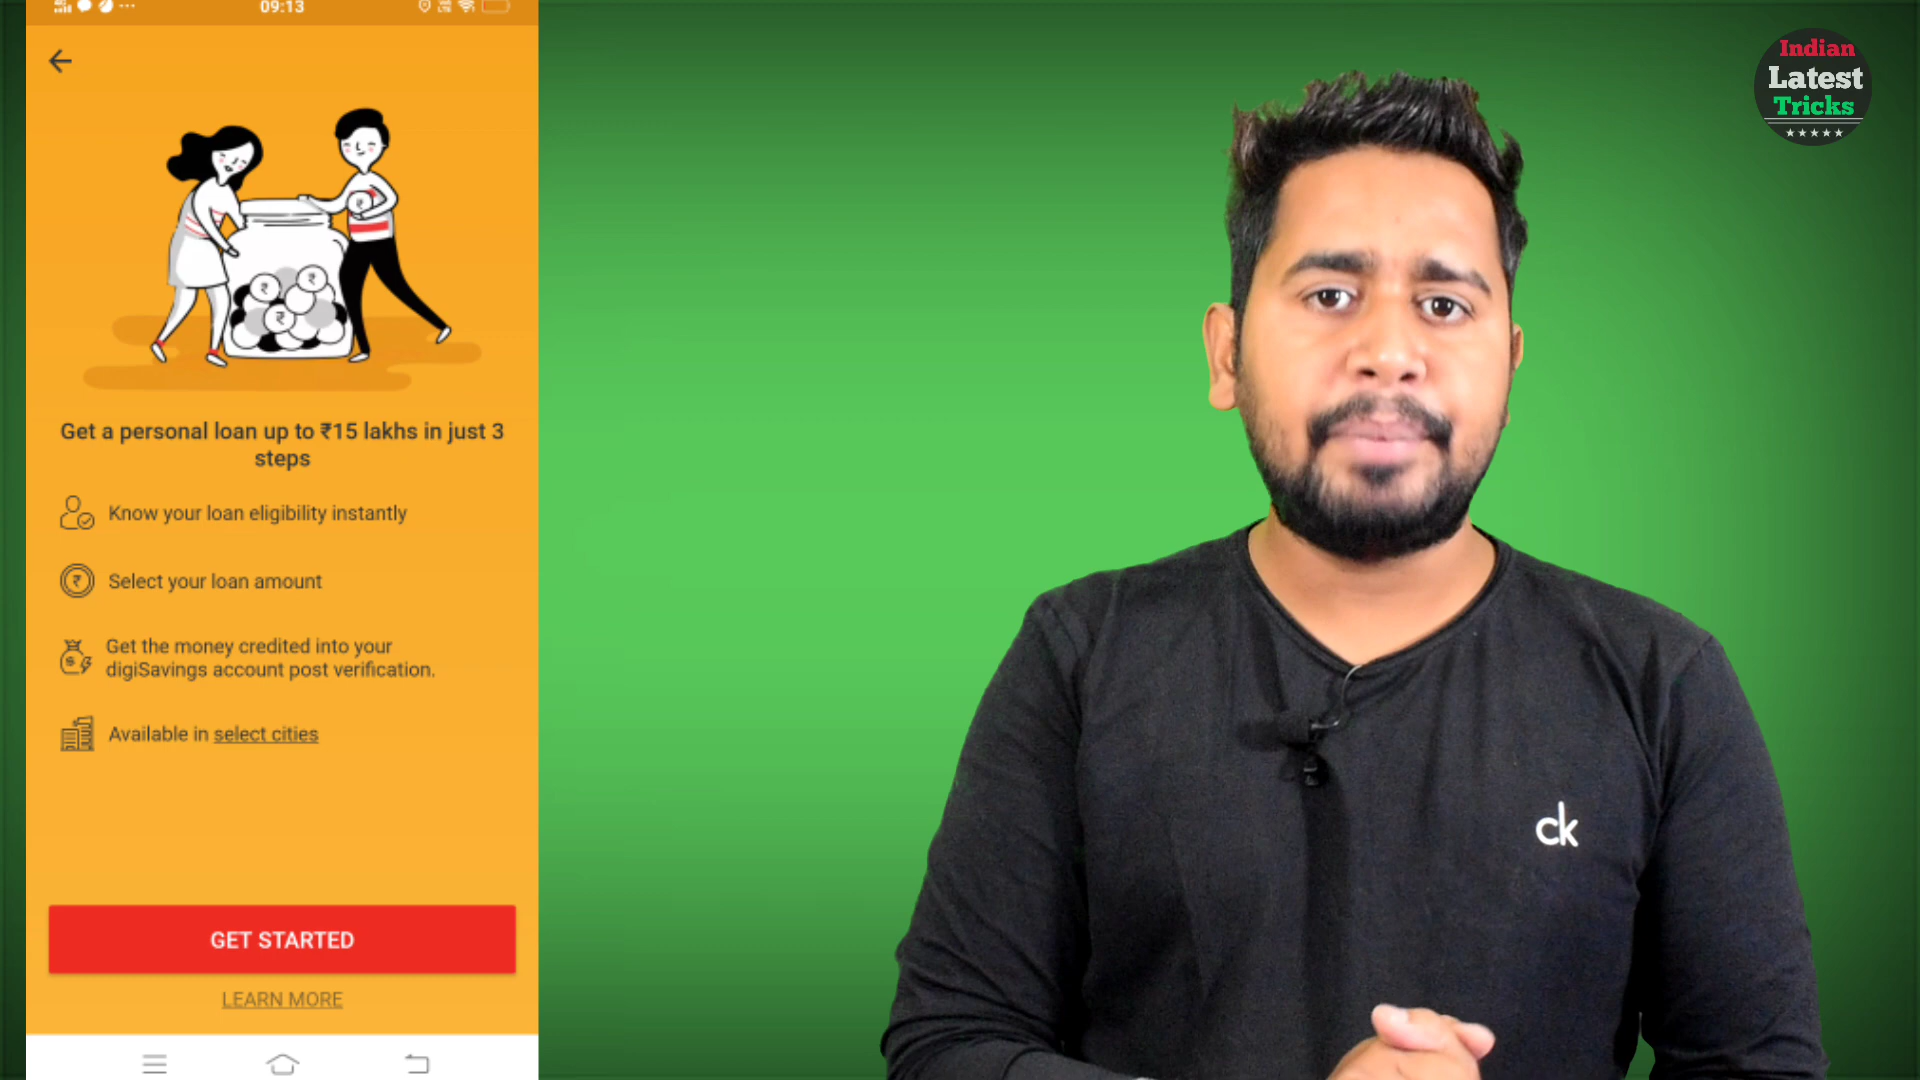 09:13
Get a personal loan up to ₹15 lakhs in just 3
steps
Know your loan eligibility instantly
Select your loan amount
Get the money credited into your
digiSavings account post verification.
Available in select cities
GET STARTED
LEARN MORE
Indian
Latest
Tricks
ck